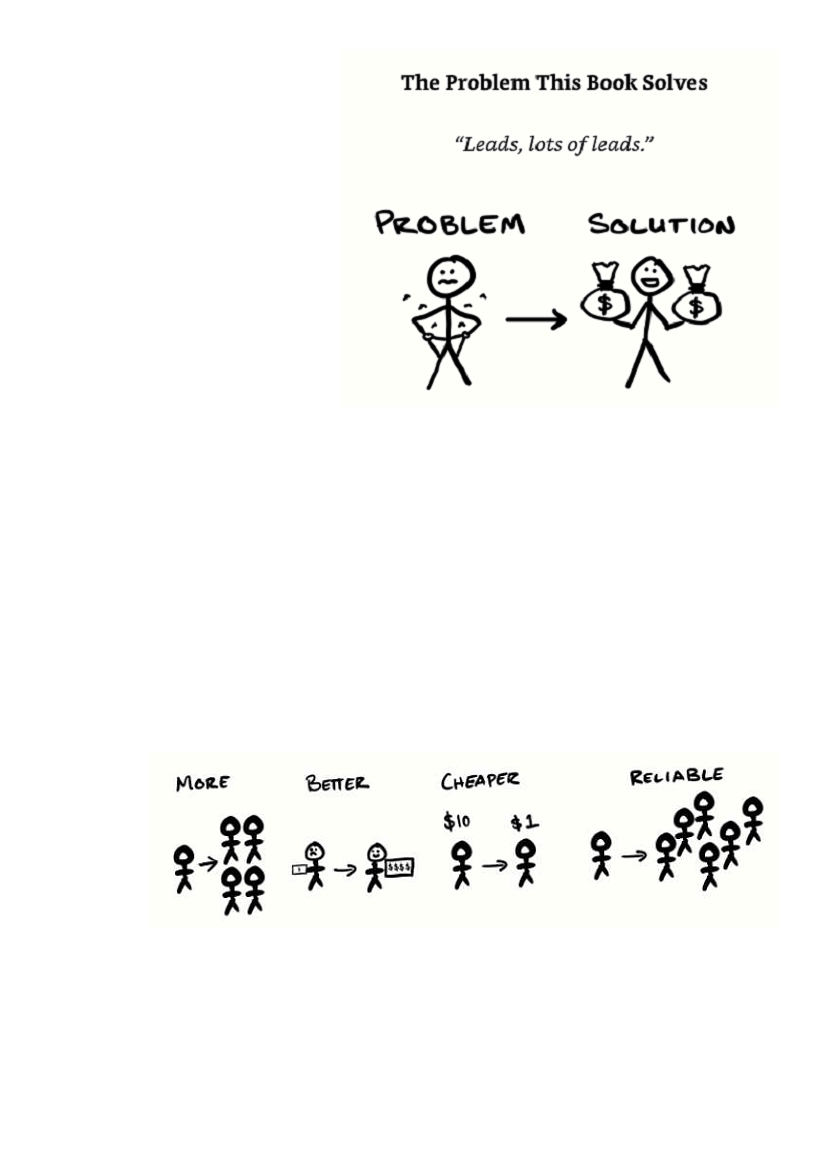 The Problem This Book Solves
“Leads, lots of leads.”
PROBLEM SOLUTION
$ $
MORE BETTER CHEAPER RELIABLE
$10 $1
$$$$